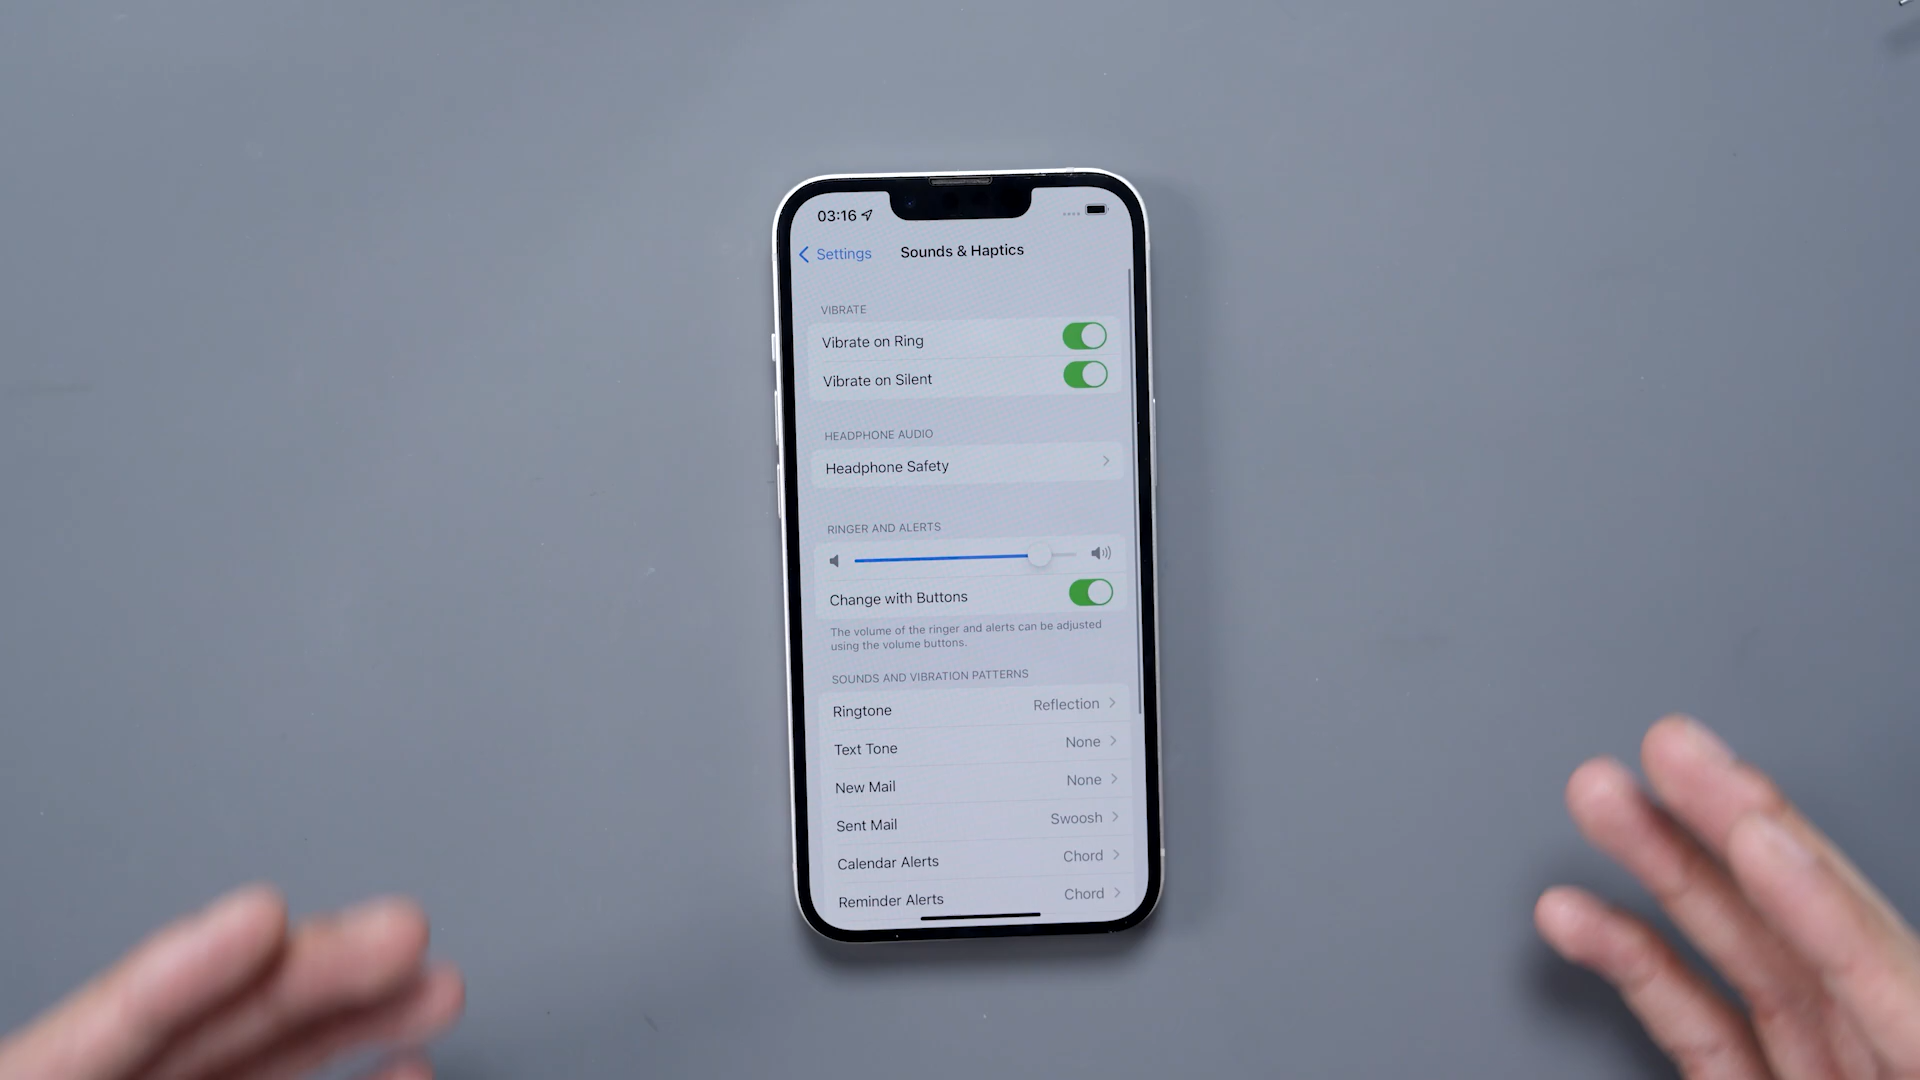 03:16
Settings
Sounds & Haptics
VIBRATE
Vibrate on Ring
Vibrate on Silent
HEADPHONE AUDIO
Headphone Safety
RINGER AND ALERTS
Change with Buttons
The volume of the ringer and alerts can be adjusted
using the volume buttons.
SOUNDS AND VIBRATION PATTERNS
Ringtone Reflection
Text Tone None
New Mail None
Sent Mail Swoosh
Calendar Alerts Chord
Reminder Alerts Chord